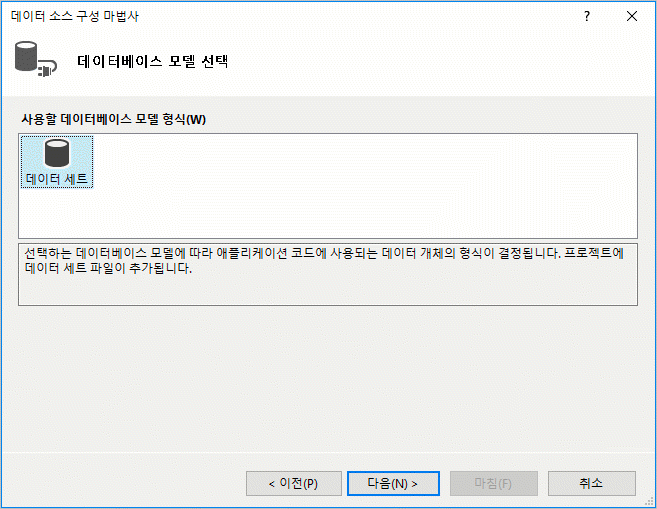 데이터 소스 구성 마법사
?
데이터베이스 모델 선택
사용할 데이터베이스 모델 형식(W)
데이터 세트
선택하는 데이터베이스 모델에 따라 애플리케이션 코드에 사용되는 데이터 개체의 형식이 결정됩니다. 프로젝트에
데이터 세트 파일이 추가됩니다.
< 이전(P)
다음(N) >
마침(F)
취소